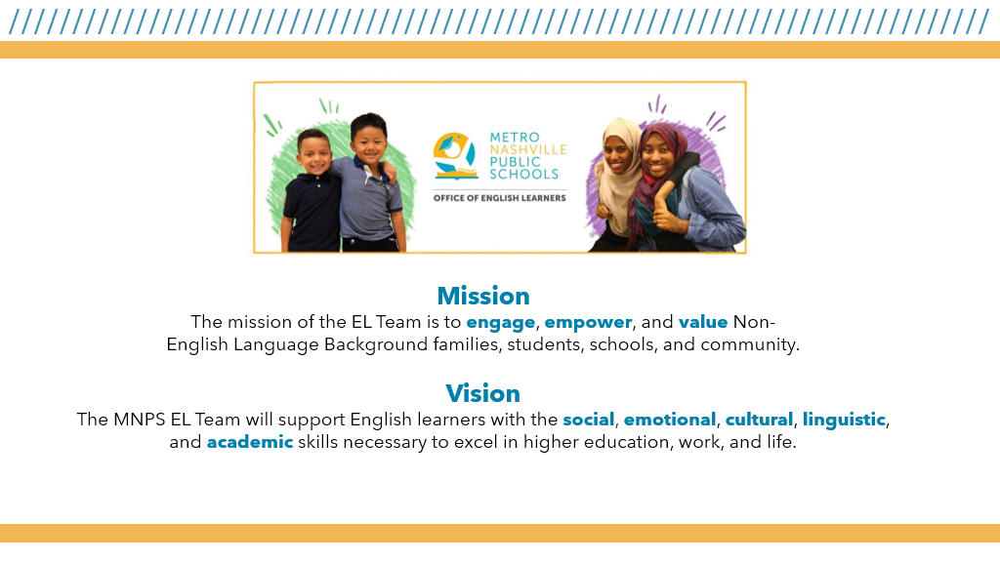 METRO
NASHVILLE
PUBLIC
SCHOOLS
OFFICE OF ENGLISH LEARNERS
Mission
The mission of the EL Team is to engage, empower, and value Non-
English Language Background families, students, schools, and community.
Vision
The MNPS EL Team will support English learners with the social, emotional, cultural, linguistic,
and academic skills necessary to excel in higher education, work, and life.